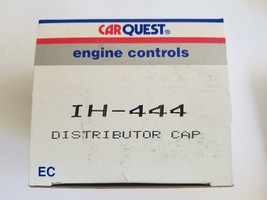 CARQUEST®
engine controls
IH-444
DISTRIBUTOR CAP
EC